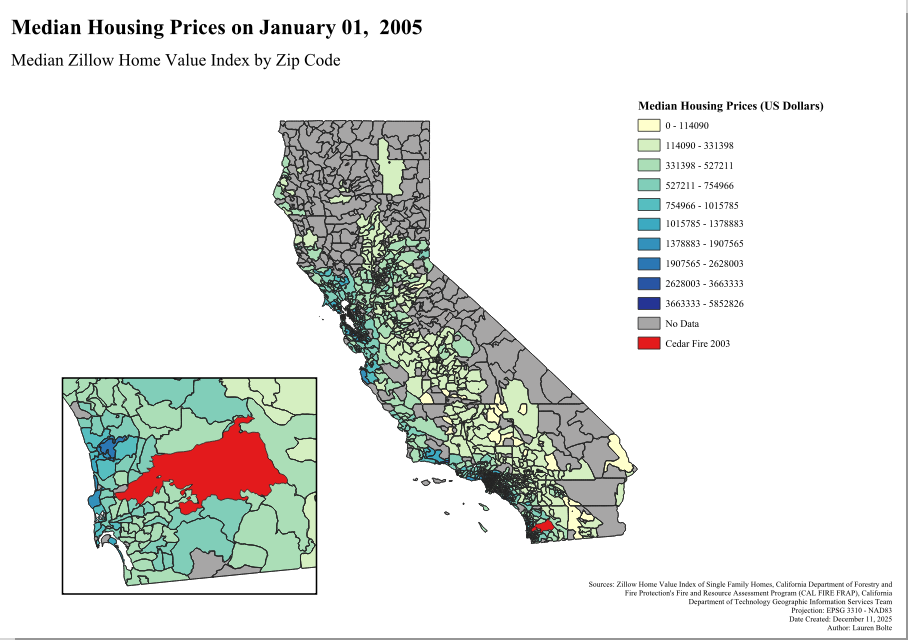 Median Housing Prices on January 01, 2005
Median Zillow Home Value Index by Zip Code
Median Housing Prices (US Dollars)
0 - 114090
114090 - 331398
331398 - 527211
527211 - 754966
754966 - 1015785
1015785 - 1378883
1378883 - 1907565
1907565 - 2628003
2628003 - 3663333
3663333 - 5852826
No Data
Cedar Fire 2003
Sources: Zillow Home Value Index of Single Family Homes, California Department of Forestry and
Fire Protection's Fire and Resource Assessment Program (CAL FIRE FRAP), California
Department of Technology Geographic Information Services Team
Projection: EPSG 3310 - NAD83
Date Created: December 11, 2025
Author: Lauren Bolte